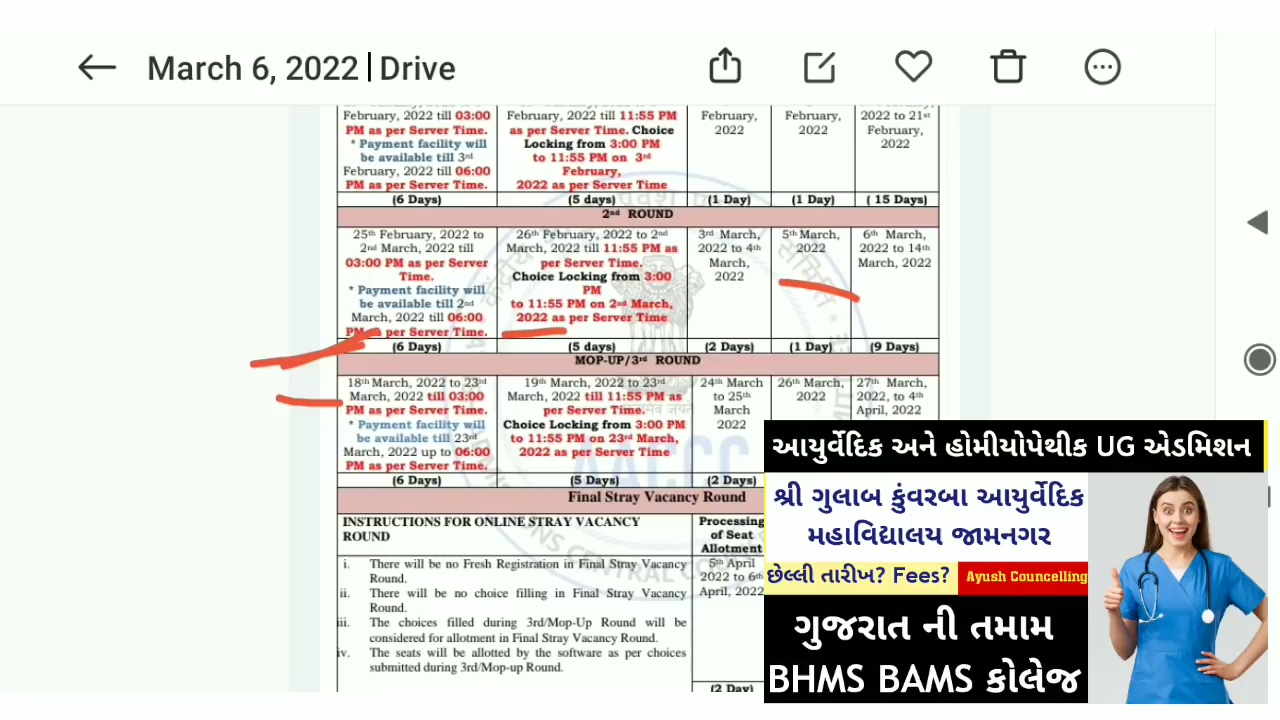 March 6, 2022 | Drive
February, 2022 till 03:00
PM as per Server Time.
* Payment facility will
be available till 3rd
February, 2022 till 06:00
PM as per Server Time.
(6 Days)
February, 2022 till 11:55 PM
as per Server Time. Choice
Locking from 3:00 PM
to 11:55 PM on 3rd
February,
2022 as per Server Time
(5 days)
February,
2022
(1 Day)
February,
2022
(1 Day)
2022 to 21st
February,
2022
( 15 Days)
2nd ROUND
25th February, 2022 to
2nd March, 2022 till
03:00 PM as per Server
Time.
* Payment facility will
be available till 2nd
March, 2022 till 06:00
PM as per Server Time.
(6 Days)
26th February, 2022 to 2nd
March, 2022 till 11:55 PM as
per Server Time.
Choice Locking from 3:00
PM
to 11:55 PM on 2nd March,
2022 as per Server Time
(5 days)
3rd March,
2022 to 4th
March,
2022
(2 Days)
5th March,
2022
(1 Day)
6th March,
2022 to 14th
March, 2022
(9 Days)
MOP-UP/3rd ROUND
18th March, 2022 to 23rd
March, 2022 till 03:00
PM as per Server Time.
* Payment facility will
be available till 23rd
March, 2022 up to 06:00
PM as per Server Time.
(6 Days)
19th March, 2022 to 23rd
March, 2022 till 11:55 PM as
per Server Time.
Choice Locking from 3:00 PM
to 11:55 PM on 23rd March,
2022 as per Server Time
(5 Days)
24th March
to 25th
March
2022
(2 Days)
26th March,
2022
27th March,
2022, to 4th
April, 2022
Final Stray Vacancy Round
INSTRUCTIONS FOR ONLINE STRAY VACANCY
ROUND
i. There will be no Fresh Registration in Final Stray Vacancy
Round.
ii. There will be no choice filling in Final Stray Vacancy
Round.
iii. The choices filled during 3rd/Mop-Up Round will be
considered for allotment in Final Stray Vacancy Round.
iv. The seats will be allotted by the software as per choices
submitted during 3rd/Mop-up Round.
Processing
of Seat
Allotment
5th April
2022 to 6th
April, 2022
(2 Day)
આયુર્વેદિક અને હોમીયોપેથીક UG એડમિશન
શ્રી ગુલાબ કુંવરબા આયુર્વેદિક
મહાવિદ્યાલય જામનગર
છેલ્લી તારીખ? Fees? Ayush Councelling
ગુજરાત ની તમામ
BHMS BAMS કોલેજ